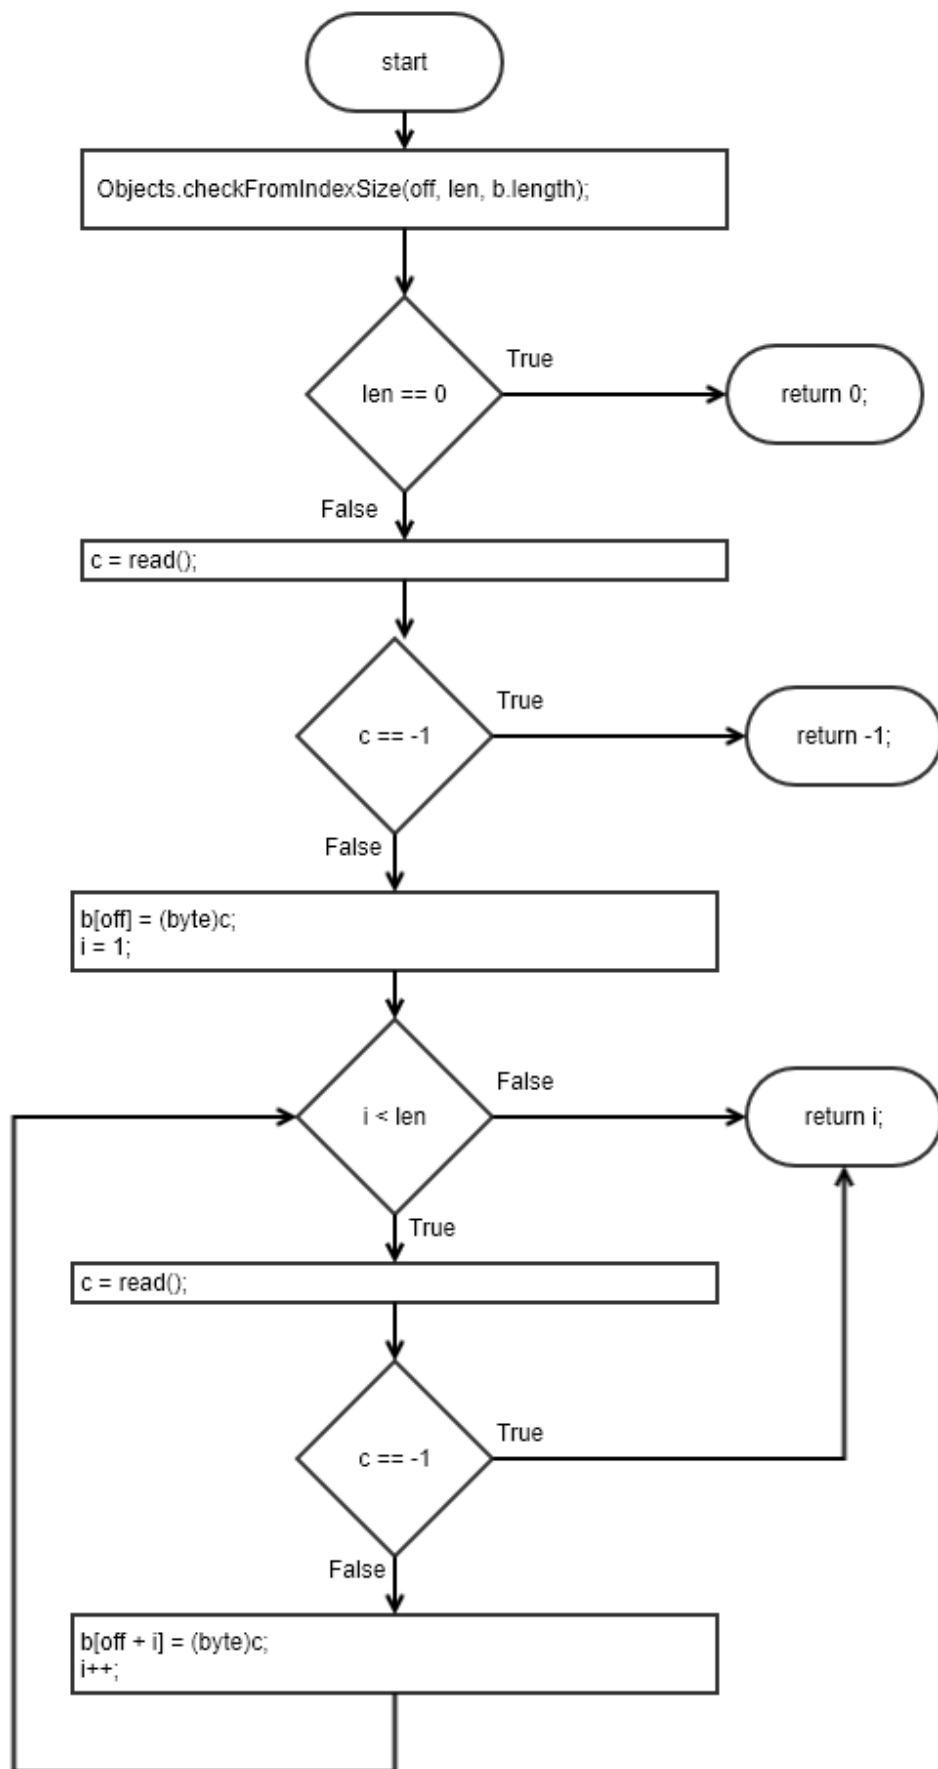 start
Objects.checkFromIndexSize(off, len, b.length);
len == 0
True
return 0;
False
c = read();
c == -1
True
return -1;
False
b[off] = (byte)c;
i = 1;
i < len
False
return i;
True
c = read();
c == -1
True
False
b[off + i] = (byte)c;
i++;